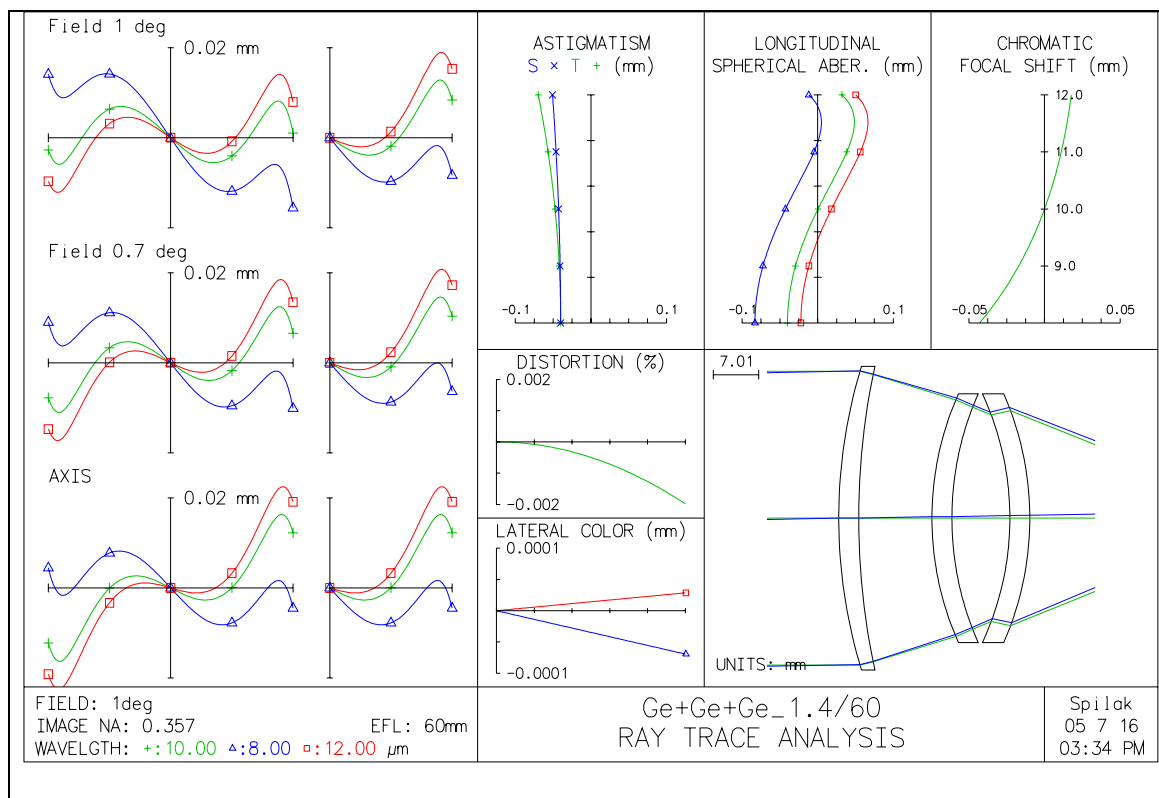 Field 1 deg
0.02 mm
Field 0.7 deg
0.02 mm
AXIS
0.02 mm
ASTIGMATISM
S × T + (mm)
-0.1 0.1
LONGITUDINAL
SPHERICAL ABER. (mm)
-0.1 0.1
CHROMATIC
FOCAL SHIFT (mm)
12.0
11.0
10.0
9.0
-0.05 0.05
DISTORTION (%)
0.002
-0.002
LATERAL COLOR (mm)
0.0001
-0.0001
7.01
UNITS: mm
FIELD: 1deg
IMAGE NA: 0.357 EFL: 60mm
WAVELGTH: +:10.00 △:8.00 □:12.00 µm
Ge+Ge+Ge_1.4/60
RAY TRACE ANALYSIS
Spilak
05 7 16
03:34 PM